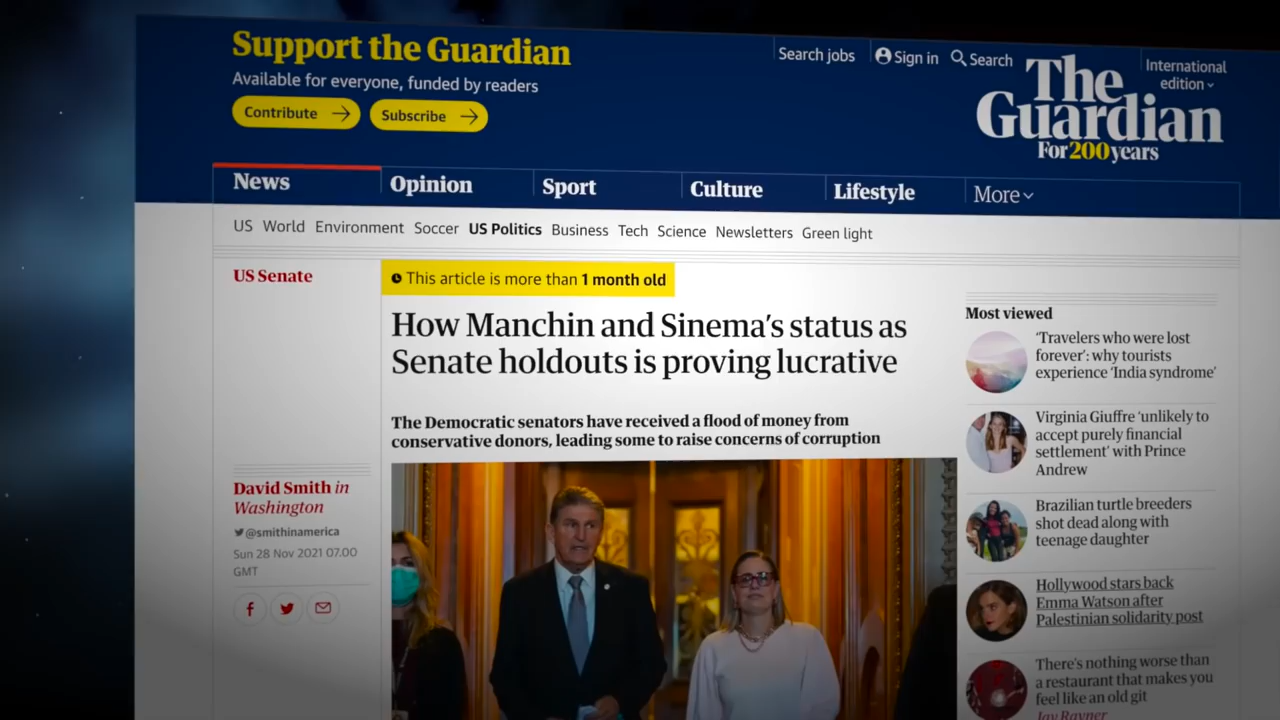 Support the Guardian
Available for everyone, funded by readers
Contribute
Subscribe
Search jobs
Sign in
Search
International
edition
The
Guardian
For 200 years
News
Opinion
Sport
Culture
Lifestyle
More
US World Environment Soccer US Politics Business Tech Science Newsletters Green light
US Senate
This article is more than 1 month old
How Manchin and Sinema's status as
Senate holdouts is proving lucrative
The Democratic senators have received a flood of money from
conservative donors, leading some to raise concerns of corruption
David Smith in
Washington
@smithinamerica
Sun 28 Nov 2021 07.00
GMT
Most viewed
'Travelers who were lost
forever': why tourists
experience 'India syndrome'
Virginia Giuffre 'unlikely to
accept purely financial
settlement' with Prince
Andrew
Brazilian turtle breeders
shot dead along with
teenage daughter
Hollywood stars back
Emma Watson after
Palestinian solidarity post
There's nothing worse than
a restaurant that makes you
feel like an old git
Jay Rayner